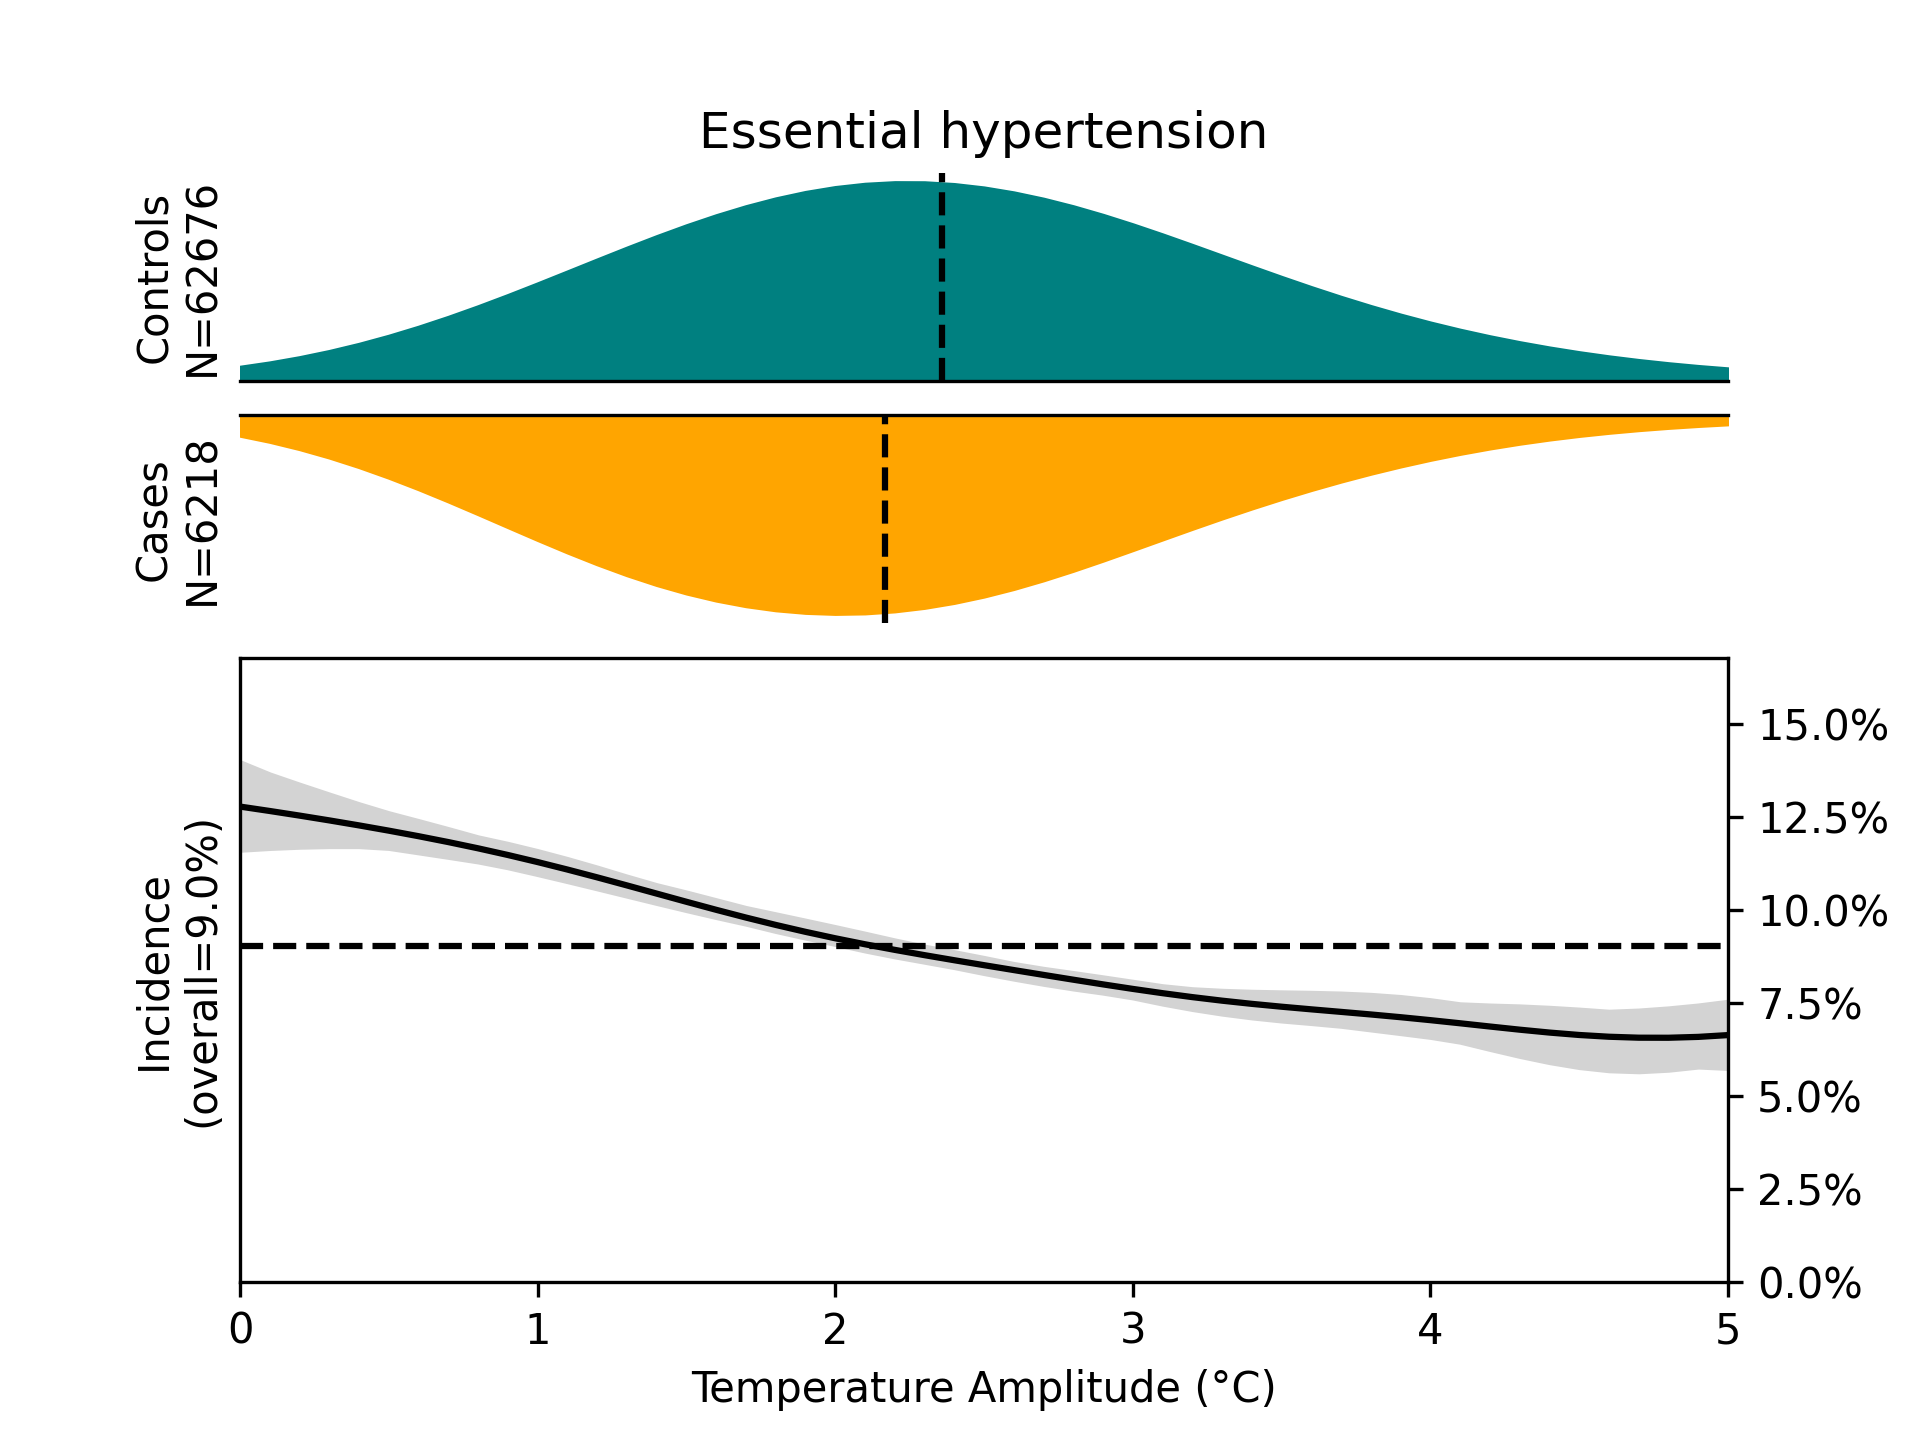 Essential hypertension
Controls
N=62676
Cases
N=6218
Incidence
(overall=9.0%)
15.0%
12.5%
10.0%
7.5%
5.0%
2.5%
0.0%
0 1 2 3 4 5
Temperature Amplitude (°C)